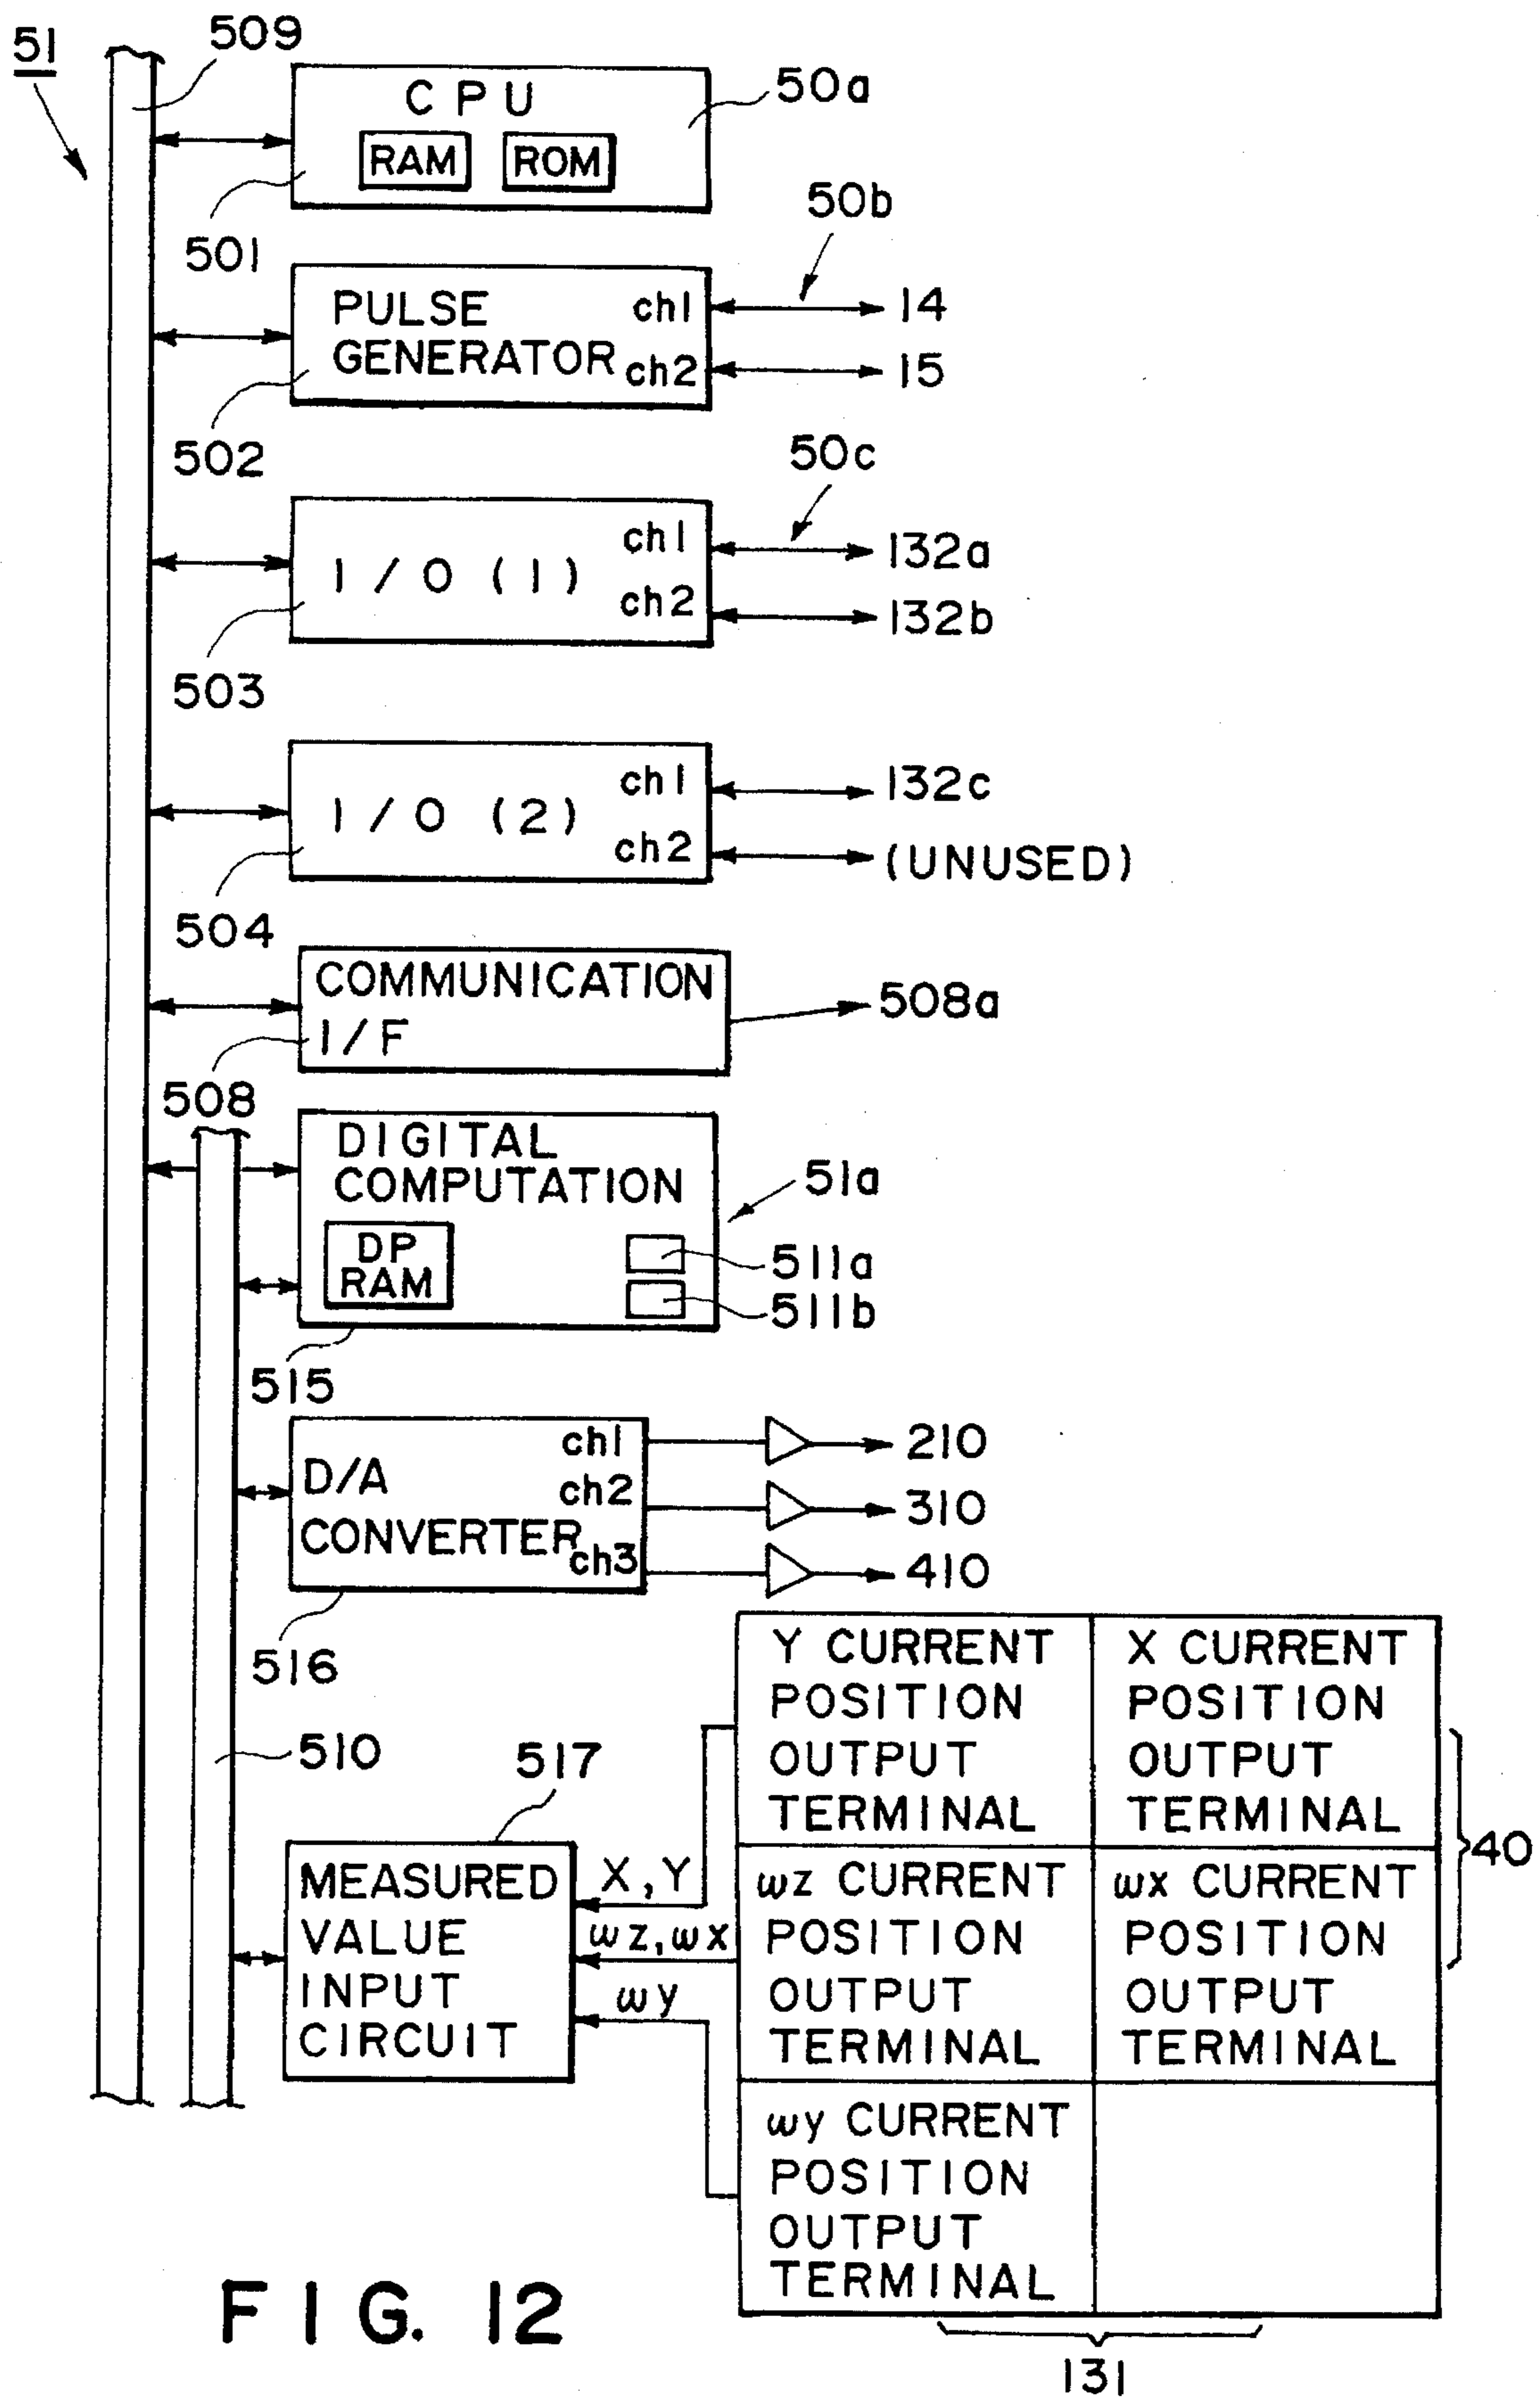 51
509
CPU
50a
RAM
ROM
501
50b
PULSE
GENERATOR
ch1
14
ch2
15
502
50c
I/O (1)
ch1
132a
ch2
132b
503
I/O (2)
ch1
132c
ch2
(UNUSED)
504
COMMUNICATION
I/F
508a
508
DIGITAL
COMPUTATION
51a
DP
RAM
511a
511b
515
D/A
CONVERTER
ch1
210
ch2
310
ch3
410
516
510
517
MEASURED
VALUE
INPUT
CIRCUIT
X,Y
ωz,ωx
ωy
Y CURRENT
POSITION
OUTPUT
TERMINAL
X CURRENT
POSITION
OUTPUT
TERMINAL
40
ωz CURRENT
POSITION
OUTPUT
TERMINAL
ωx CURRENT
POSITION
OUTPUT
TERMINAL
ωy CURRENT
POSITION
OUTPUT
TERMINAL
131
FIG. 12